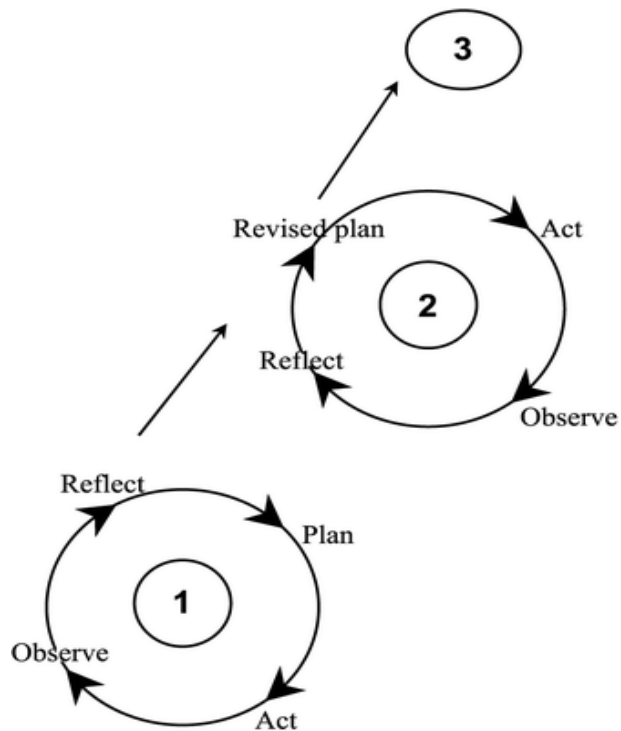 3
Revised plan
Act
2
Reflect
Observe
Reflect
Plan
1
Observe
Act